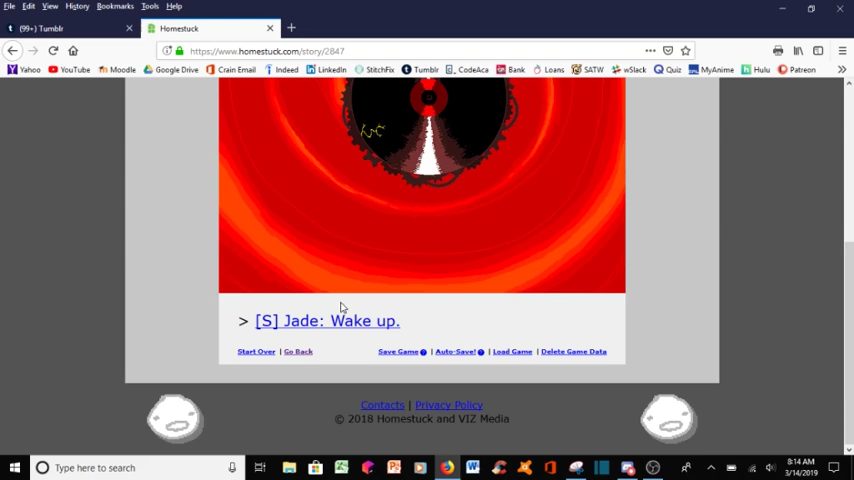 File Edit View History Bookmarks Tools Help
(99+) Tumblr
Homestuck
https://www.homestuck.com/story/2847
Yahoo YouTube Moodle Google Drive Crain Email Indeed LinkedIn StitchFix Tumblr CodeAca Bank Loans SATW wSlack Quiz MyAnime Hulu Patreon
> [S] Jade: Wake up.
Start Over | Go Back Save Game ? | Auto-Save! ? | Load Game | Delete Game Data
Contacts | Privacy Policy
© 2018 Homestuck and VIZ Media
Type here to search
8:14 AM
3/14/2019